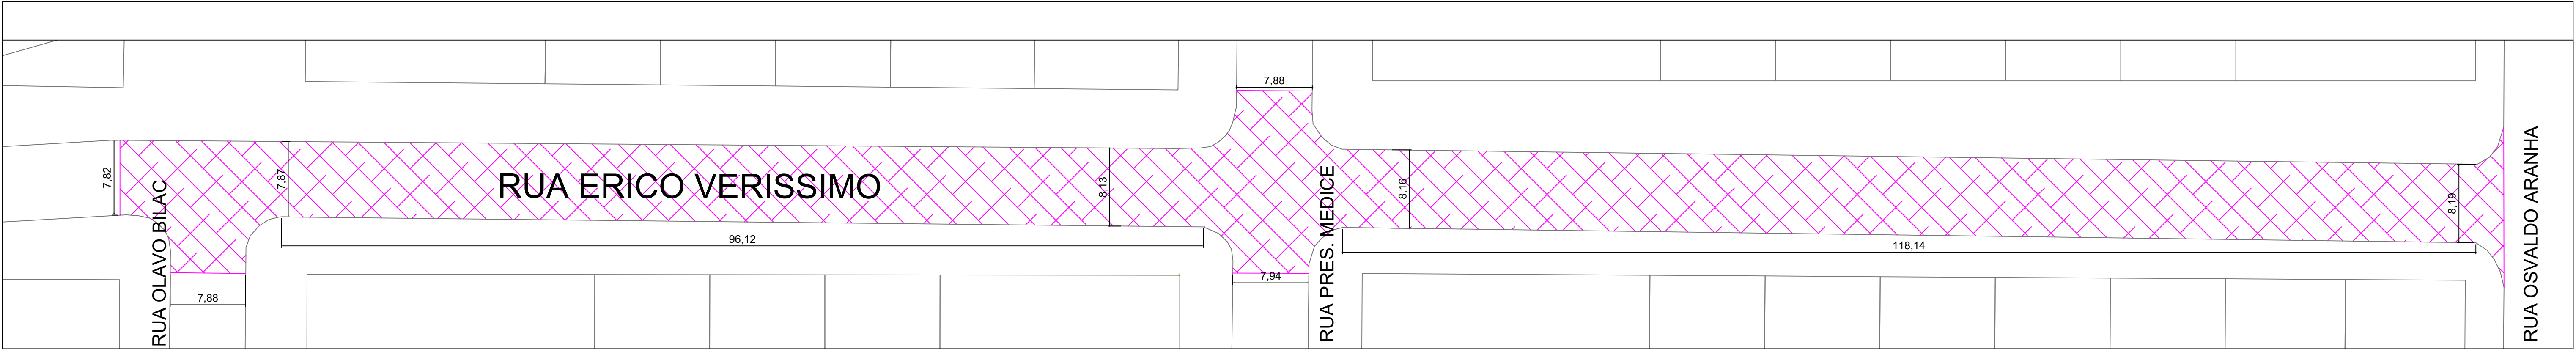 7,88
7,82
7,87
RUA ERICO VERISSIMO
8,13
8,16
8,19
RUA OLAVO BILAC
RUA PRES. MEDICE
RUA OSVALDO ARANHA
96,12
118,14
7,94
7,88